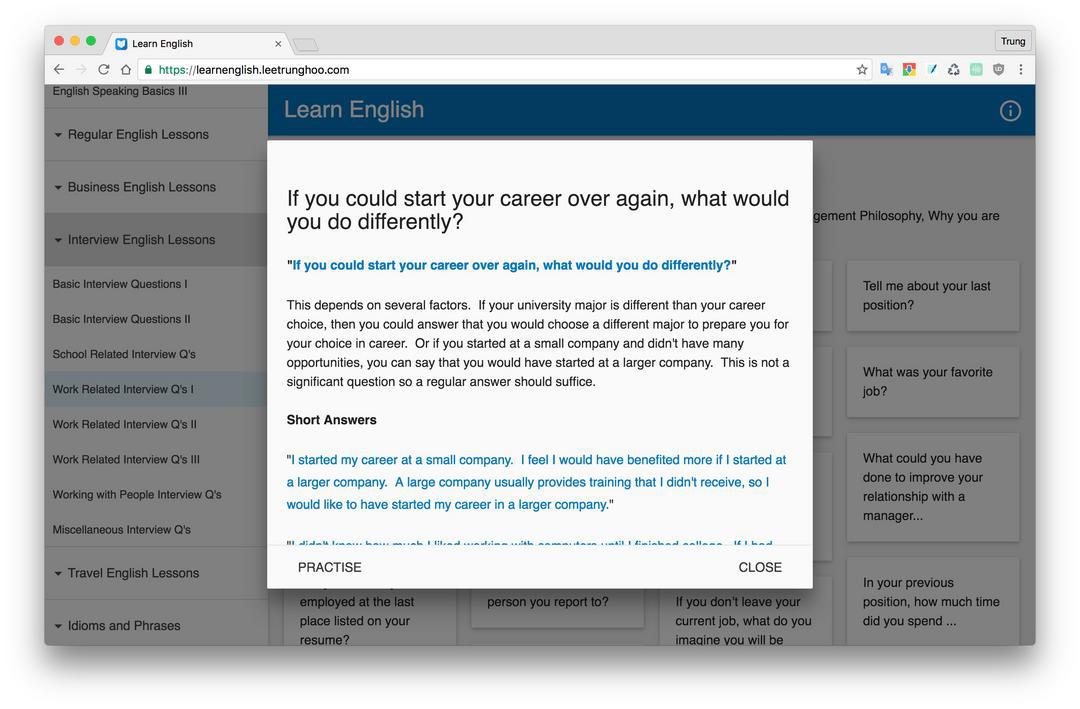 Learn English
Trung
https://learnenglish.leetrunghoo.com
English Speaking Basics III
Regular English Lessons
Business English Lessons
Interview English Lessons
Basic Interview Questions I
Basic Interview Questions II
School Related Interview Q's
Work Related Interview Q's I
Work Related Interview Q's II
Work Related Interview Q's III
Working with People Interview Q's
Miscellaneous Interview Q's
Travel English Lessons
Idioms and Phrases
Learn English
gement Philosophy, Why you are
If you could start your career over again, what would
you do differently?
"If you could start your career over again, what would you do differently?"
This depends on several factors.  If your university major is different than your career
choice, then you could answer that you would choose a different major to prepare you for
your choice in career.  Or if you started at a small company and didn't have many
opportunities, you can say that you would have started at a larger company.  This is not a
significant question so a regular answer should suffice.
Short Answers
"I started my career at a small company.  I feel I would have benefited more if I started at
a larger company.  A large company usually provides training that I didn't receive, so I
would like to have started my career in a larger company."
"I didn't know how much I liked working with computers until I finished college.  If I had
PRACTISE
CLOSE
employed at the last
place listed on your
resume?
person you report to?
If you don't leave your
current job, what do you
imagine you will be
Tell me about your last
position?
What was your favorite
job?
What could you have
done to improve your
relationship with a
manager...
In your previous
position, how much time
did you spend ...